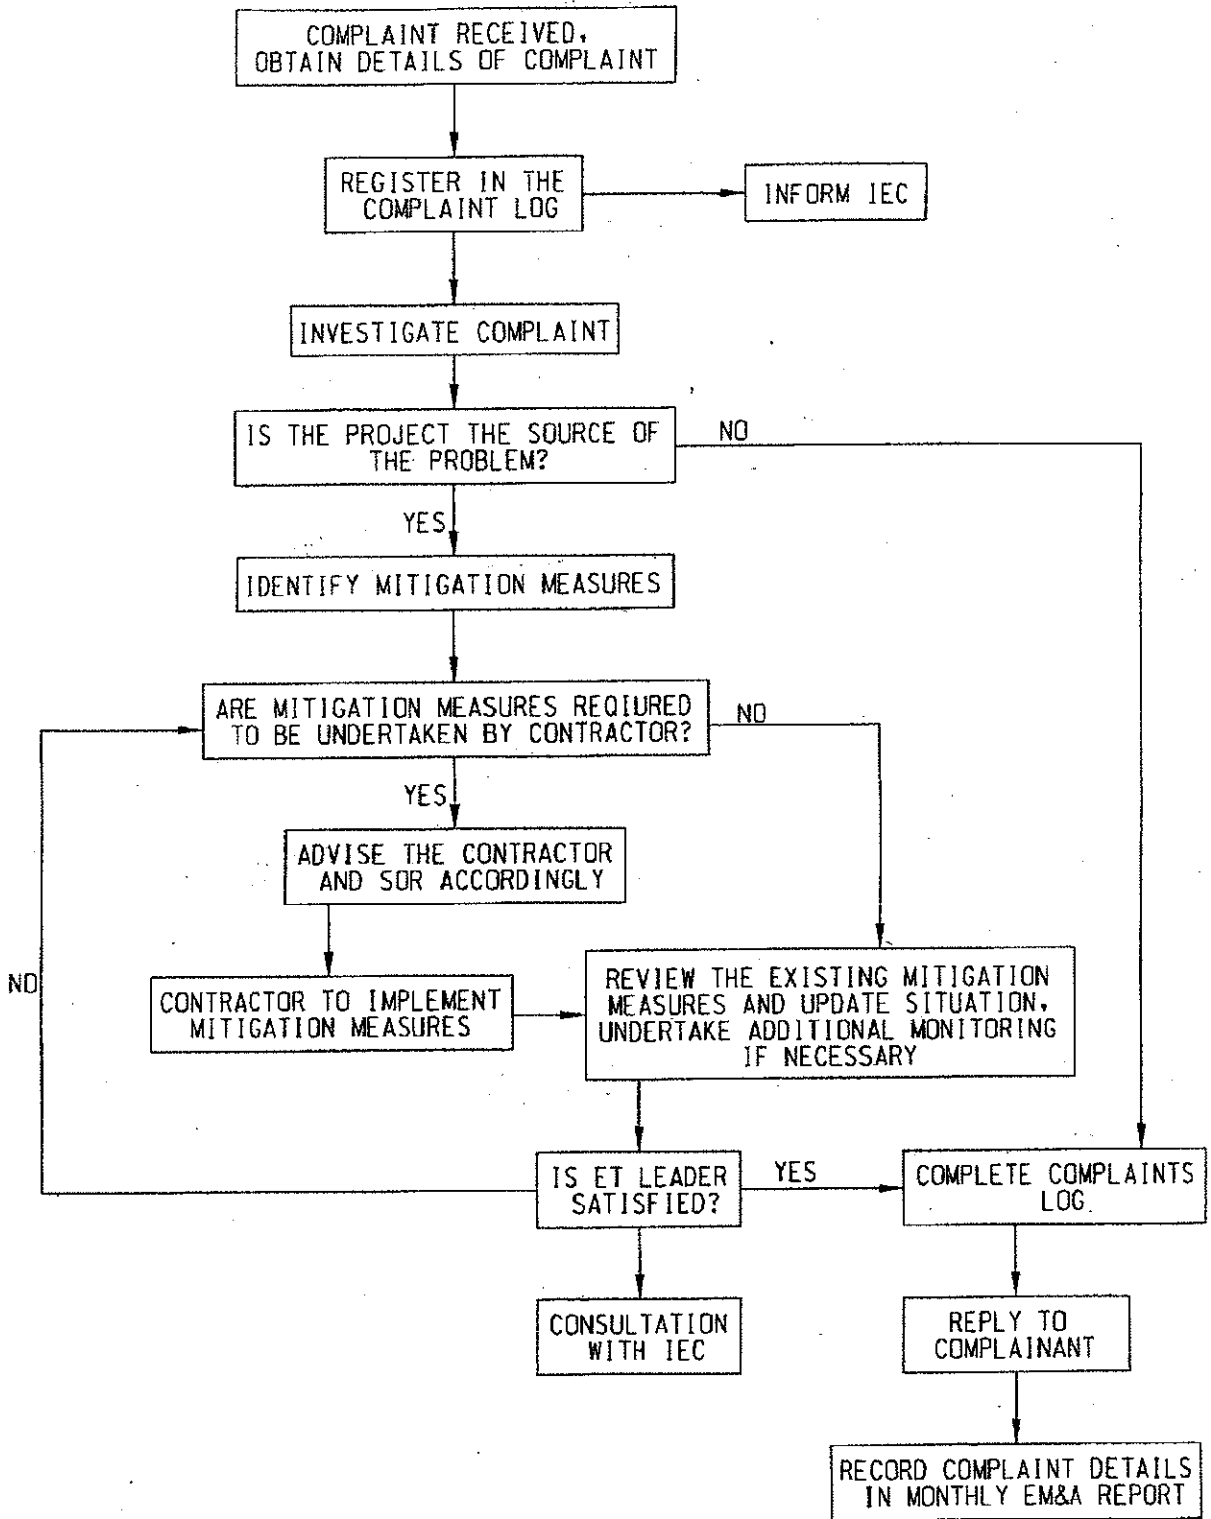 COMPLAINT RECEIVED,
OBTAIN DETAILS OF COMPLAINT
REGISTER IN THE
COMPLAINT LOG
INFORM IEC
INVESTIGATE COMPLAINT
IS THE PROJECT THE SOURCE OF
THE PROBLEM?
NO
YES
IDENTIFY MITIGATION MEASURES
ARE MITIGATION MEASURES REQIURED
TO BE UNDERTAKEN BY CONTRACTOR?
NO
YES
ADVISE THE CONTRACTOR
AND SOR ACCORDINGLY
NO
CONTRACTOR TO IMPLEMENT
MITIGATION MEASURES
REVIEW THE EXISTING MITIGATION
MEASURES AND UPDATE SITUATION,
UNDERTAKE ADDITIONAL MONITORING
IF NECESSARY
IS ET LEADER
SATISFIED?
YES
COMPLETE COMPLAINTS
LOG
CONSULTATION
WITH IEC
REPLY TO
COMPLAINANT
RECORD COMPLAINT DETAILS
IN MONTHLY EM&A REPORT